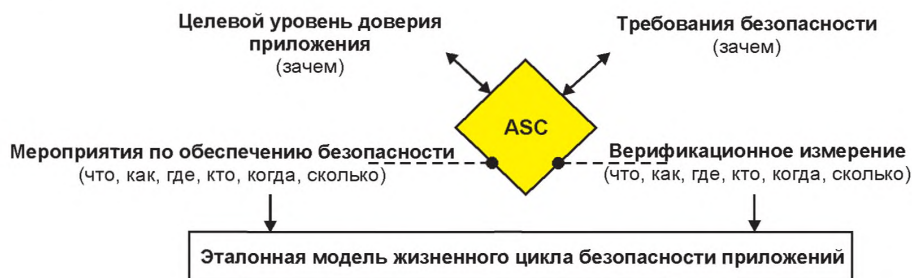 Целевой уровень доверия
приложения
(зачем)
Требования безопасности
(зачем)
ASC
Мероприятия по обеспечению безопасности
(что, как, где, кто, когда, сколько)
Верификационное измерение
(что, как, где, кто, когда, сколько)
Эталонная модель жизненного цикла безопасности приложений